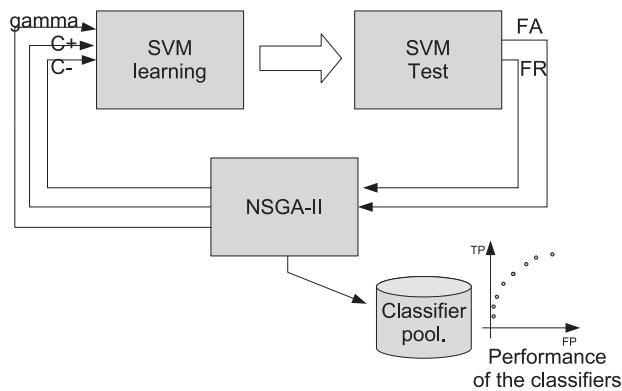 gamma
C+
C-
SVM
learning
SVM
Test
FA
FR
NSGA-II
Classifier
pool.
TP
FP
Performance
of the classifiers